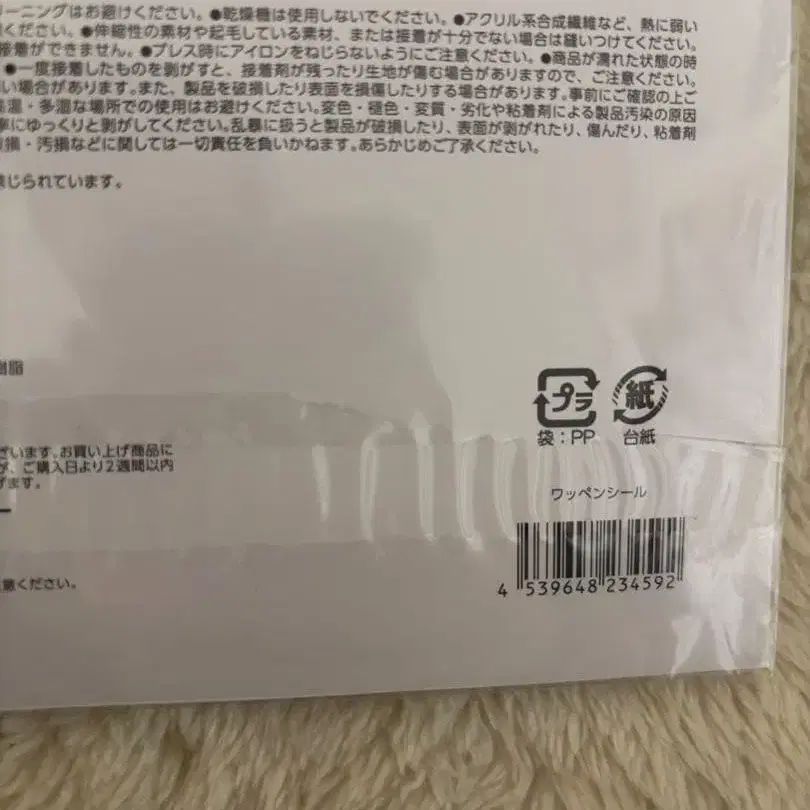 リーニングはお避けください。●乾燥機は使用しないでください。●アクリル系合成繊維など、熱に弱い
ください。●伸縮性の素材や起毛している素材、または接着が十分でない場合は縫いつけてください。
接着ができません。●プレス時にアイロンをねじらないようにご注意ください。●商品が濡れた状態の時
●一度接着したものを剥がすと、接着剤が残ったり生地が傷む場合がありますので、ご注意ください。
い場合があります。また、製品を破損したり表面を損傷したりする場合があります。事前にご確認の上ご
高温・多湿な場所での使用はお避けください。変色・褪色・変質・劣化や粘着剤による製品汚染の原因
寧にゆっくりと剥がしてください。乱暴に扱うと製品が破損したり、表面が剥がれたり、傷んだり、粘着剤
損・汚損などに関しては一切責任を負いかねます。あらかじめご了承ください。
禁じられています。
樹脂
プラ
紙
袋：PP
台紙
ざいます。お買い上げ商品に
が、ご購入日より2週間以内
げます。
ワッペンシール
4 539648 234592
注意ください。